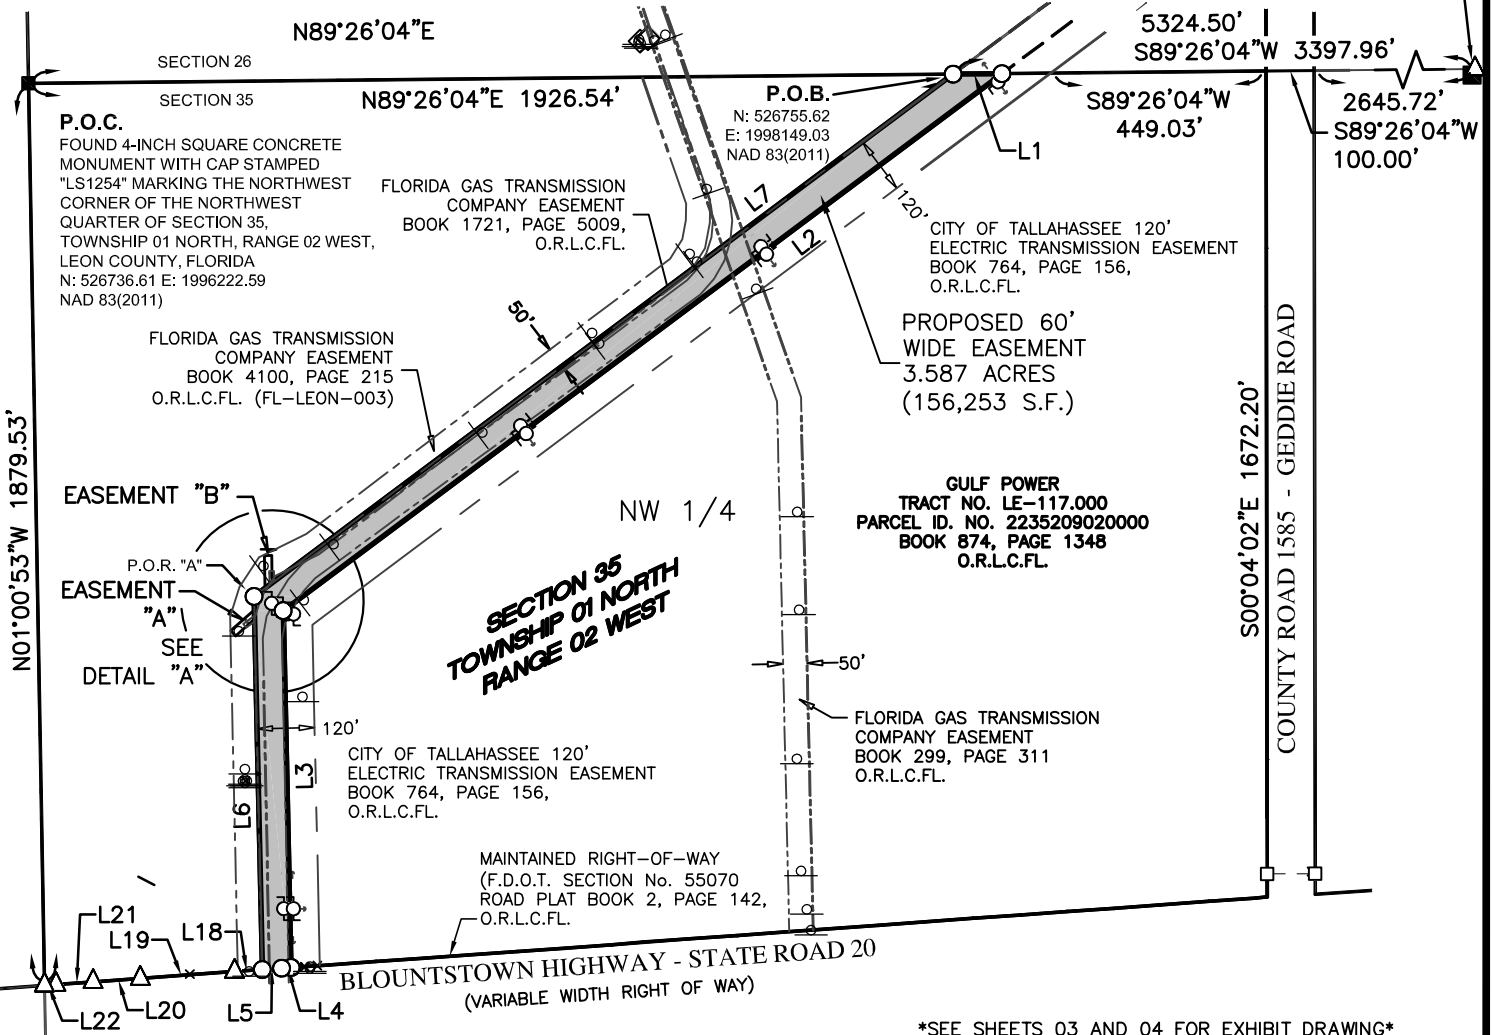 N89°26'04"E
5324.50'
S89°26'04"W 3397.96'
SECTION 26
SECTION 35
N89°26'04"E 1926.54'
P.O.B.
N: 526755.62
E: 1998149.03
NAD 83(2011)
S89°26'04"W
449.03'
2645.72'
S89°26'04"W
100.00'
L1
P.O.C.
FOUND 4-INCH SQUARE CONCRETE
MONUMENT WITH CAP STAMPED
"LS1254" MARKING THE NORTHWEST
CORNER OF THE NORTHWEST
QUARTER OF SECTION 35,
TOWNSHIP 01 NORTH, RANGE 02 WEST,
LEON COUNTY, FLORIDA
N: 526736.61 E: 1996222.59
NAD 83(2011)
FLORIDA GAS TRANSMISSION
COMPANY EASEMENT
BOOK 1721, PAGE 5009,
O.R.L.C.FL.
L7
L2
120'
CITY OF TALLAHASSEE 120'
ELECTRIC TRANSMISSION EASEMENT
BOOK 764, PAGE 156,
O.R.L.C.FL.
50'
FLORIDA GAS TRANSMISSION
COMPANY EASEMENT
BOOK 4100, PAGE 215
O.R.L.C.FL. (FL-LEON-003)
PROPOSED 60'
WIDE EASEMENT
3.587 ACRES
(156,253 S.F.)
N01°00'53"W 1879.53'
S00°04'02"E 1672.20'
COUNTY ROAD 1585 - GEDDIE ROAD
EASEMENT "B"
NW 1/4
GULF POWER
TRACT NO. LE-117.000
PARCEL ID. NO. 2235209020000
BOOK 874, PAGE 1348
O.R.L.C.FL.
P.O.R. "A"
EASEMENT
"A"
SEE
DETAIL "A"
SECTION 35
TOWNSHIP 01 NORTH
RANGE 02 WEST
50'
120'
CITY OF TALLAHASSEE 120'
ELECTRIC TRANSMISSION EASEMENT
BOOK 764, PAGE 156,
O.R.L.C.FL.
L3
L6
FLORIDA GAS TRANSMISSION
COMPANY EASEMENT
BOOK 299, PAGE 311
O.R.L.C.FL.
MAINTAINED RIGHT-OF-WAY
(F.D.O.T. SECTION No. 55070
ROAD PLAT BOOK 2, PAGE 142,
O.R.L.C.FL.
L21
L19
L18
L20
L22
L5
L4
BLOUNTSTOWN HIGHWAY - STATE ROAD 20
(VARIABLE WIDTH RIGHT OF WAY)
*SEE SHEETS 03 AND 04 FOR EXHIBIT DRAWING*